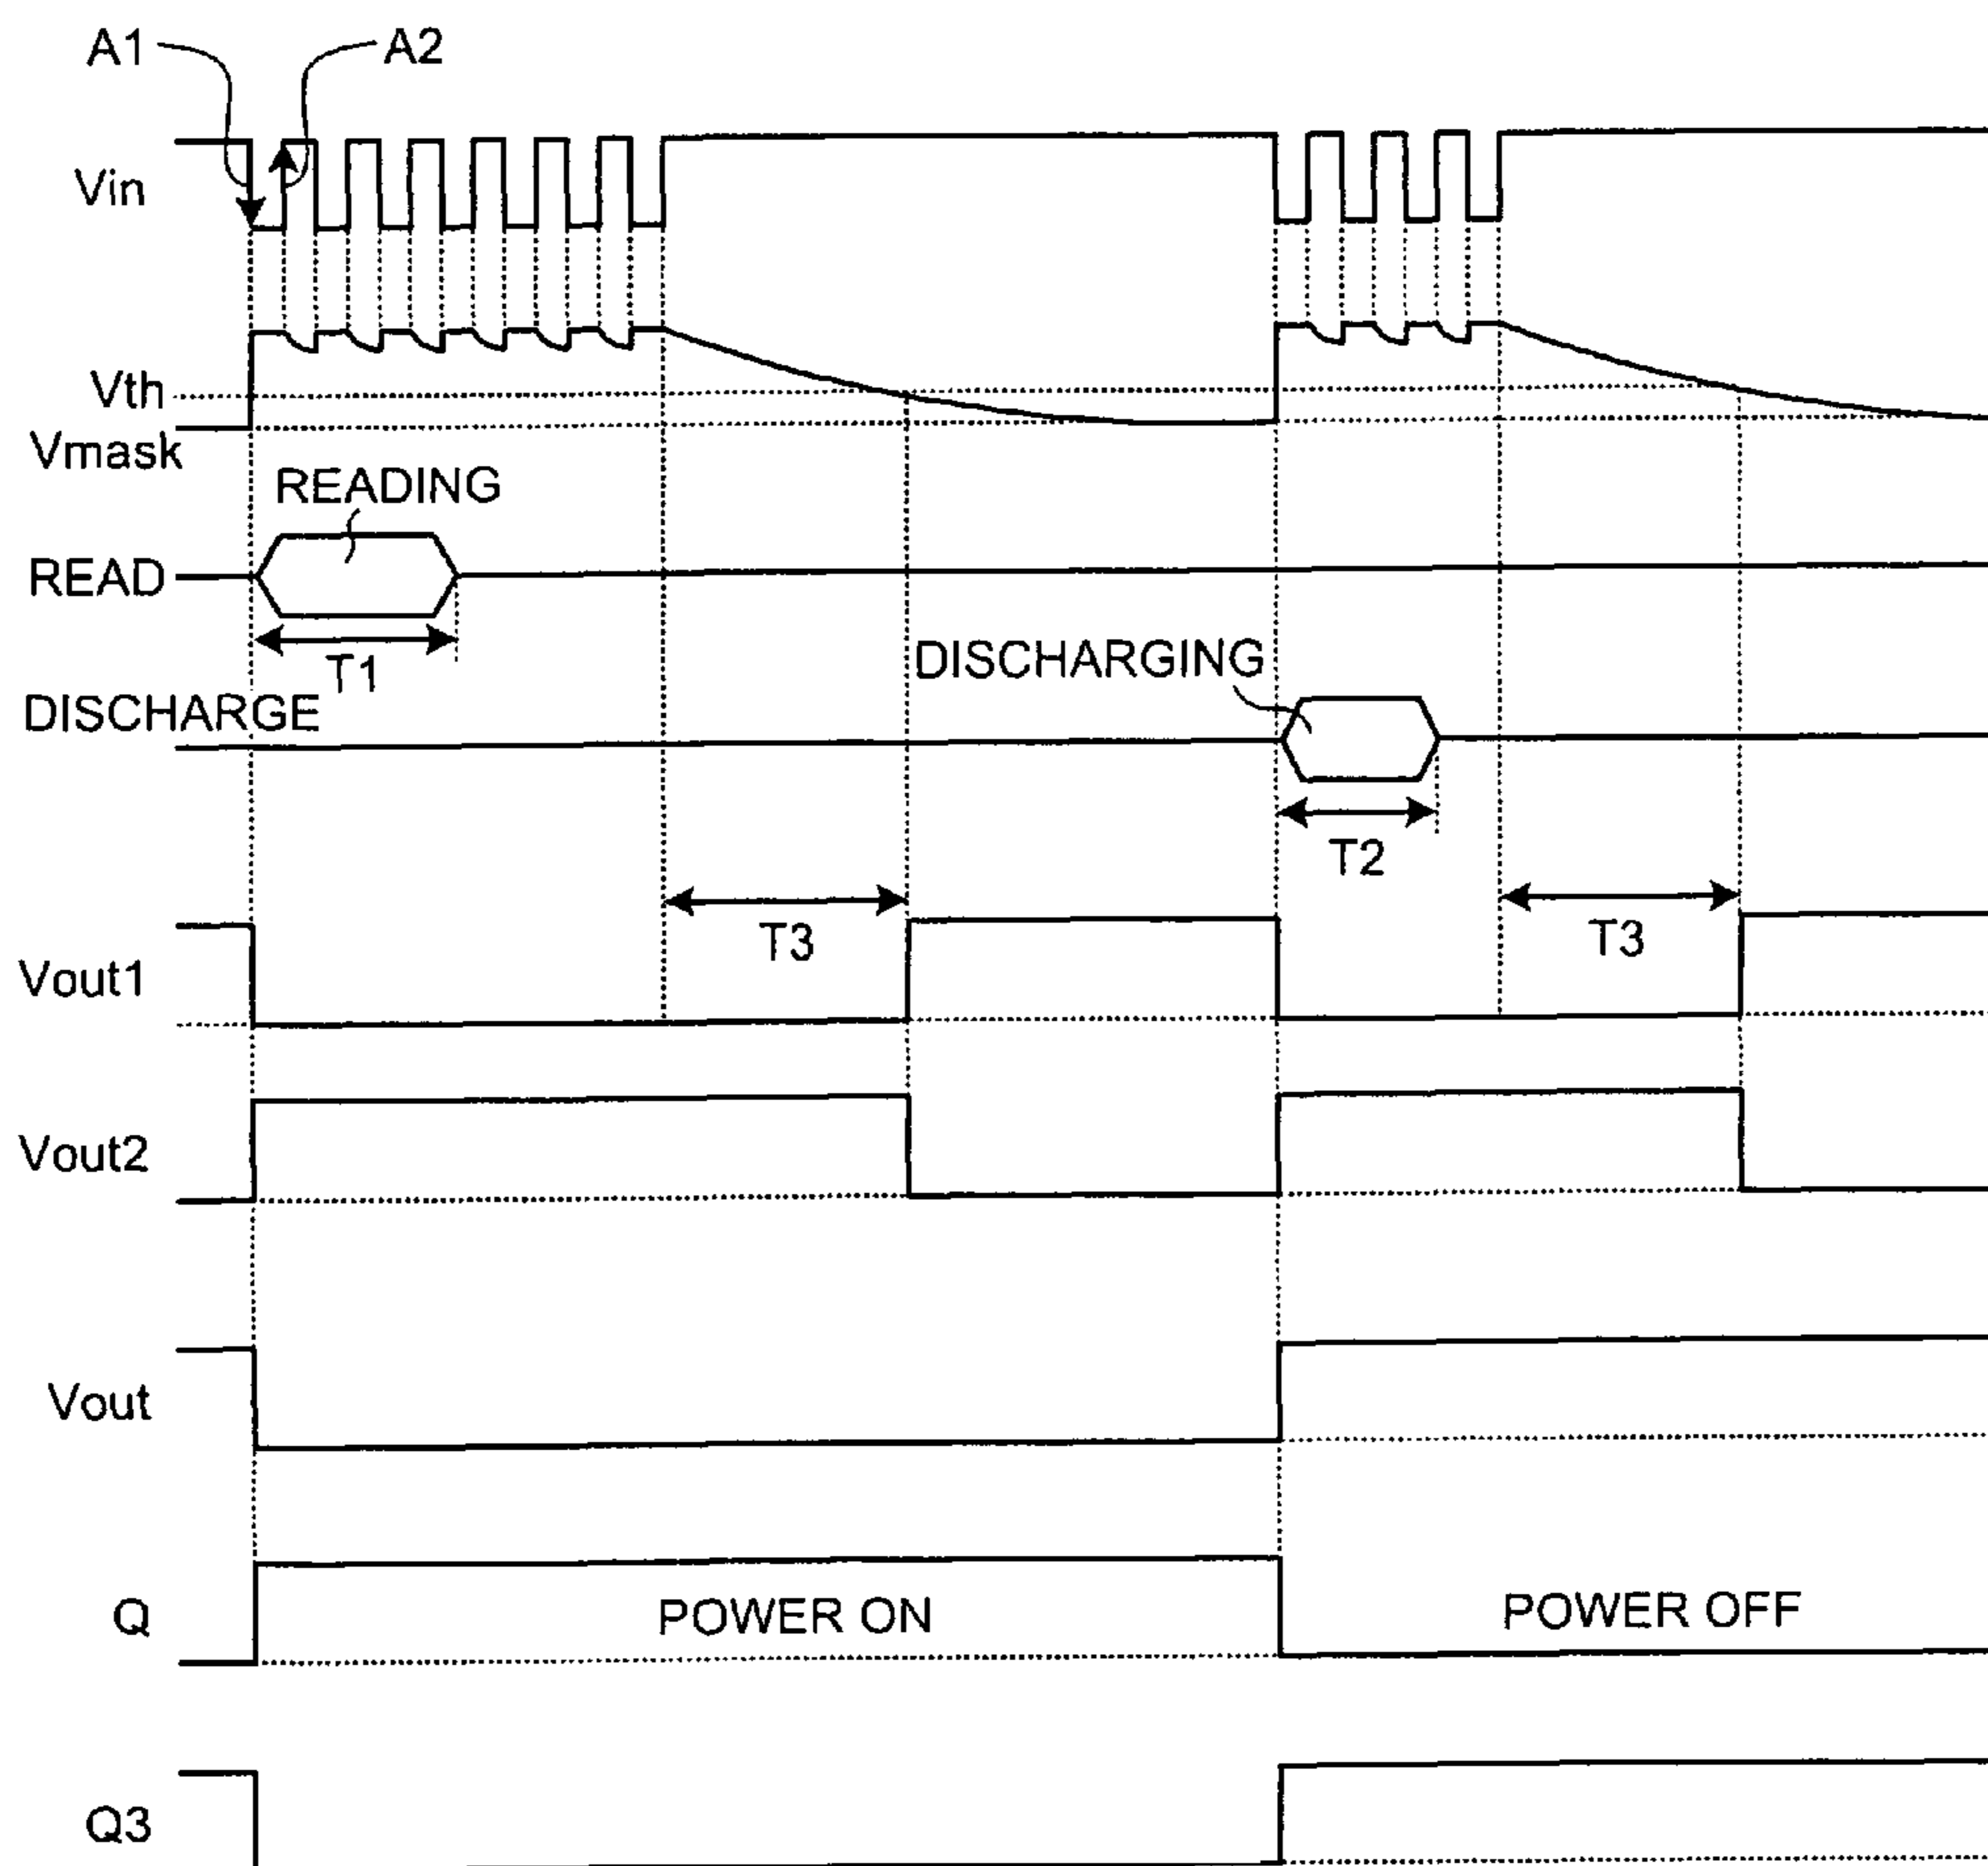 A1
A2
Vin
Vth
Vmask
READING
READ
T1
DISCHARGING
DISCHARGE
T2
T3
T3
Vout1
Vout2
Vout
Q
POWER ON
POWER OFF
Q3